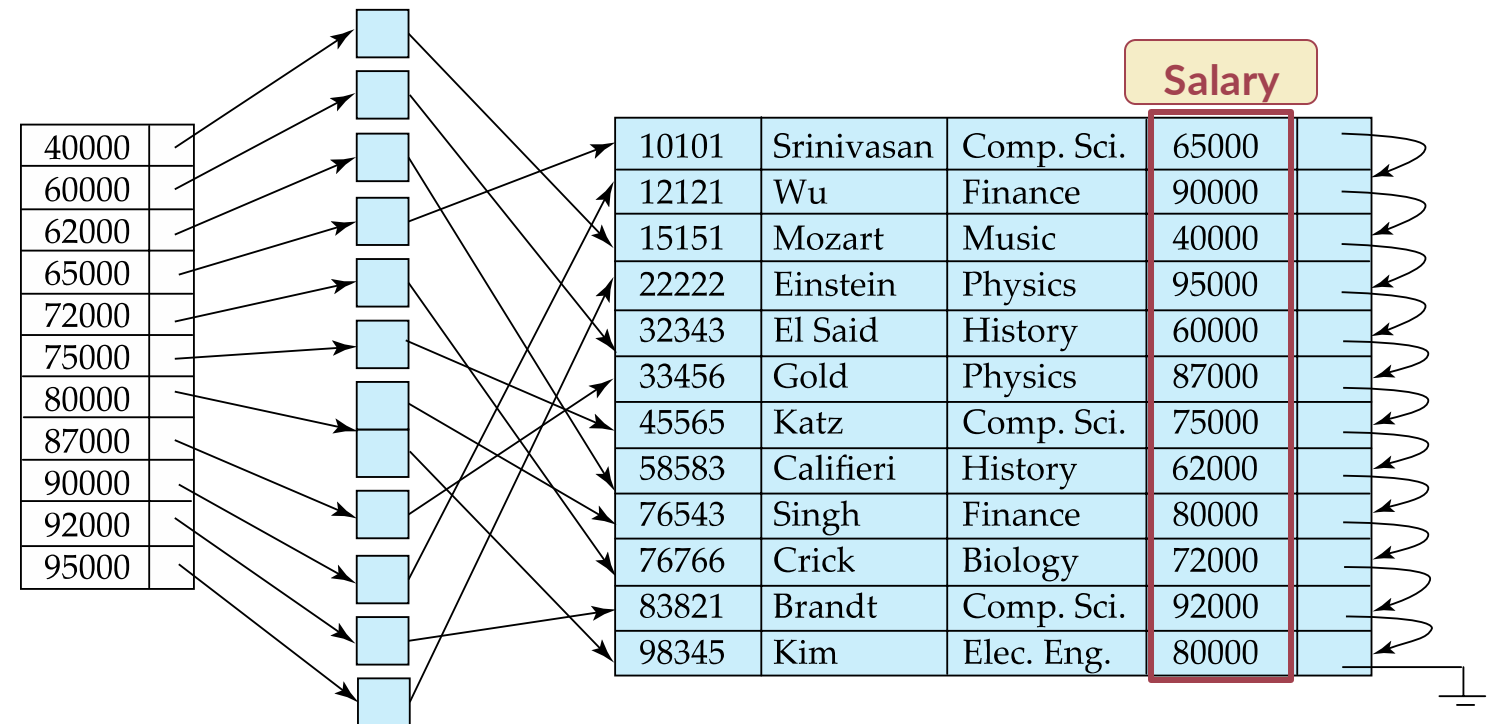 Salary
40000
60000
62000
65000
72000
75000
80000
87000
90000
92000
95000
10101 Srinivasan Comp. Sci. 65000
12121 Wu Finance 90000
15151 Mozart Music 40000
22222 Einstein Physics 95000
32343 El Said History 60000
33456 Gold Physics 87000
45565 Katz Comp. Sci. 75000
58583 Califieri History 62000
76543 Singh Finance 80000
76766 Crick Biology 72000
83821 Brandt Comp. Sci. 92000
98345 Kim Elec. Eng. 80000